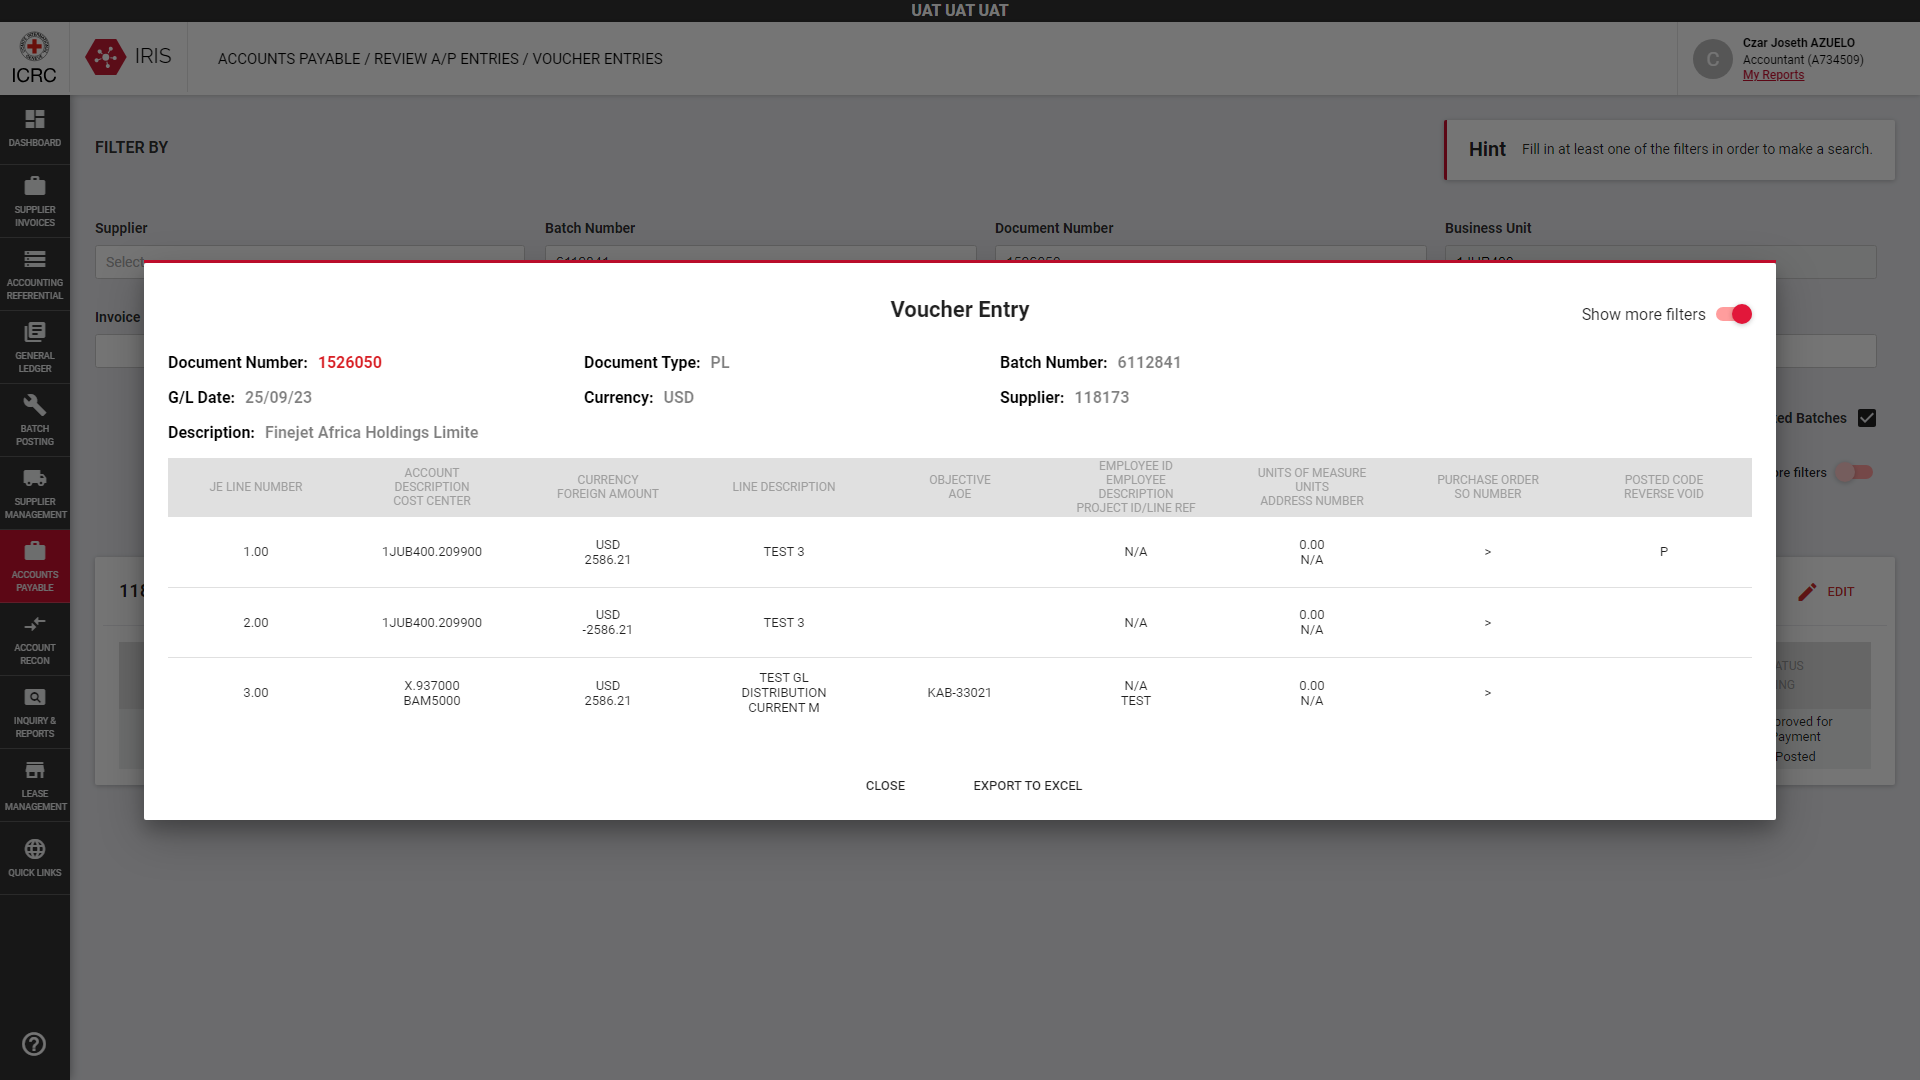 UAT UAT UAT
ICRC
IRIS
ACCOUNTS PAYABLE / REVIEW A/P ENTRIES / VOUCHER ENTRIES
C
Czar Joseth AZUELO
Accountant (A734509)
My Reports
DASHBOARD
SUPPLIER
INVOICES
ACCOUNTING
REFERENTIAL
GENERAL
LEDGER
BATCH
POSTING
SUPPLIER
MANAGEMENT
ACCOUNTS
PAYABLE
ACCOUNT
RECON
INQUIRY &
REPORTS
LEASE
MANAGEMENT
QUICK LINKS
FILTER BY
Hint Fill in at least one of the filters in order to make a search.
Supplier
Batch Number
Document Number
Business Unit
Select
6112841
1526050
1JUB400
Invoice
ed Batches
re filters
118
EDIT
ATUS
NG
proved for
Payment
Posted
Voucher Entry
Show more filters
Document Number: 1526050
Document Type: PL
Batch Number: 6112841
G/L Date: 25/09/23
Currency: USD
Supplier: 118173
Description: Finejet Africa Holdings Limite
JE LINE NUMBER
ACCOUNT
DESCRIPTION
COST CENTER
CURRENCY
FOREIGN AMOUNT
LINE DESCRIPTION
OBJECTIVE
AOE
EMPLOYEE ID
EMPLOYEE
DESCRIPTION
PROJECT ID/LINE REF
UNITS OF MEASURE
UNITS
ADDRESS NUMBER
PURCHASE ORDER
SO NUMBER
POSTED CODE
REVERSE VOID
1.00
1JUB400.209900
USD
2586.21
TEST 3
N/A
0.00
N/A
>
P
2.00
1JUB400.209900
USD
-2586.21
TEST 3
N/A
0.00
N/A
>
3.00
X.937000
BAM5000
USD
2586.21
TEST GL
DISTRIBUTION
CURRENT M
KAB-33021
N/A
TEST
0.00
N/A
>
CLOSE
EXPORT TO EXCEL